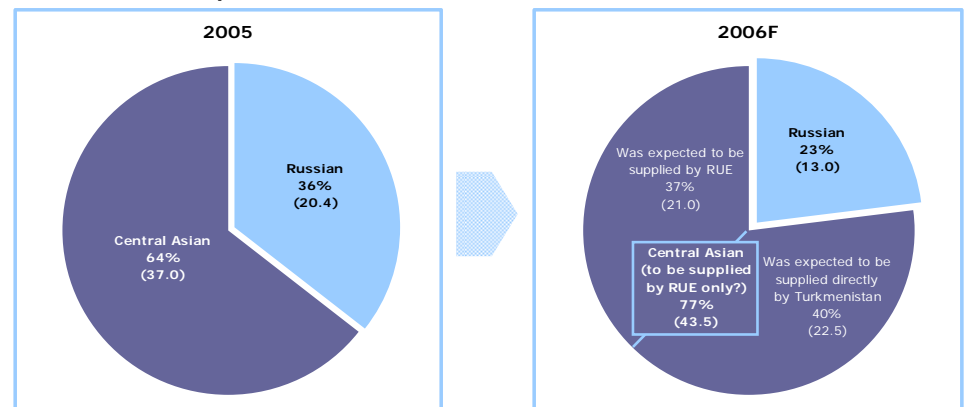 2005
Russian
36%
(20.4)
Central Asian
64%
(37.0)
2006F
Russian
23%
(13.0)
Was expected to be
supplied by RUE
37%
(21.0)
Central Asian
(to be supplied
by RUE only?)
77%
(43.5)
Was expected to be
supplied directly
by Turkmenistan
40%
(22.5)